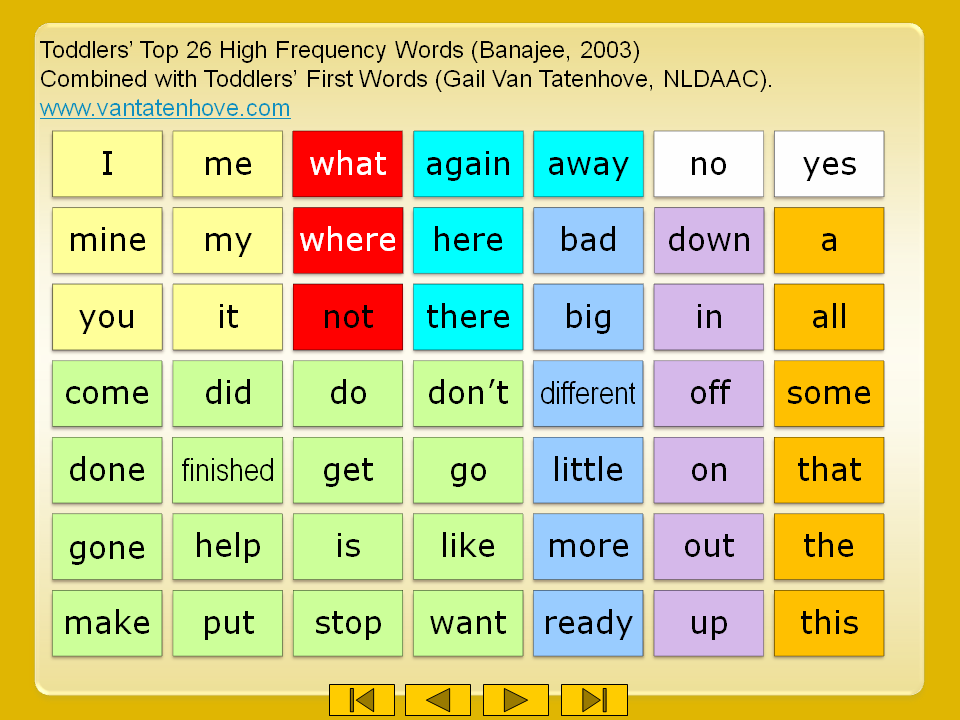 Toddlers’ Top 26 High Frequency Words (Banajee, 2003)
Combined with Toddlers’ First Words (Gail Van Tatenhove, NLDAAC).
www.vantatenhove.com
I me what again away no yes
mine my where here bad down a
you it not there big in all
come did do don’t different off some
done finished get go little on that
gone help is like more out the
make put stop want ready up this